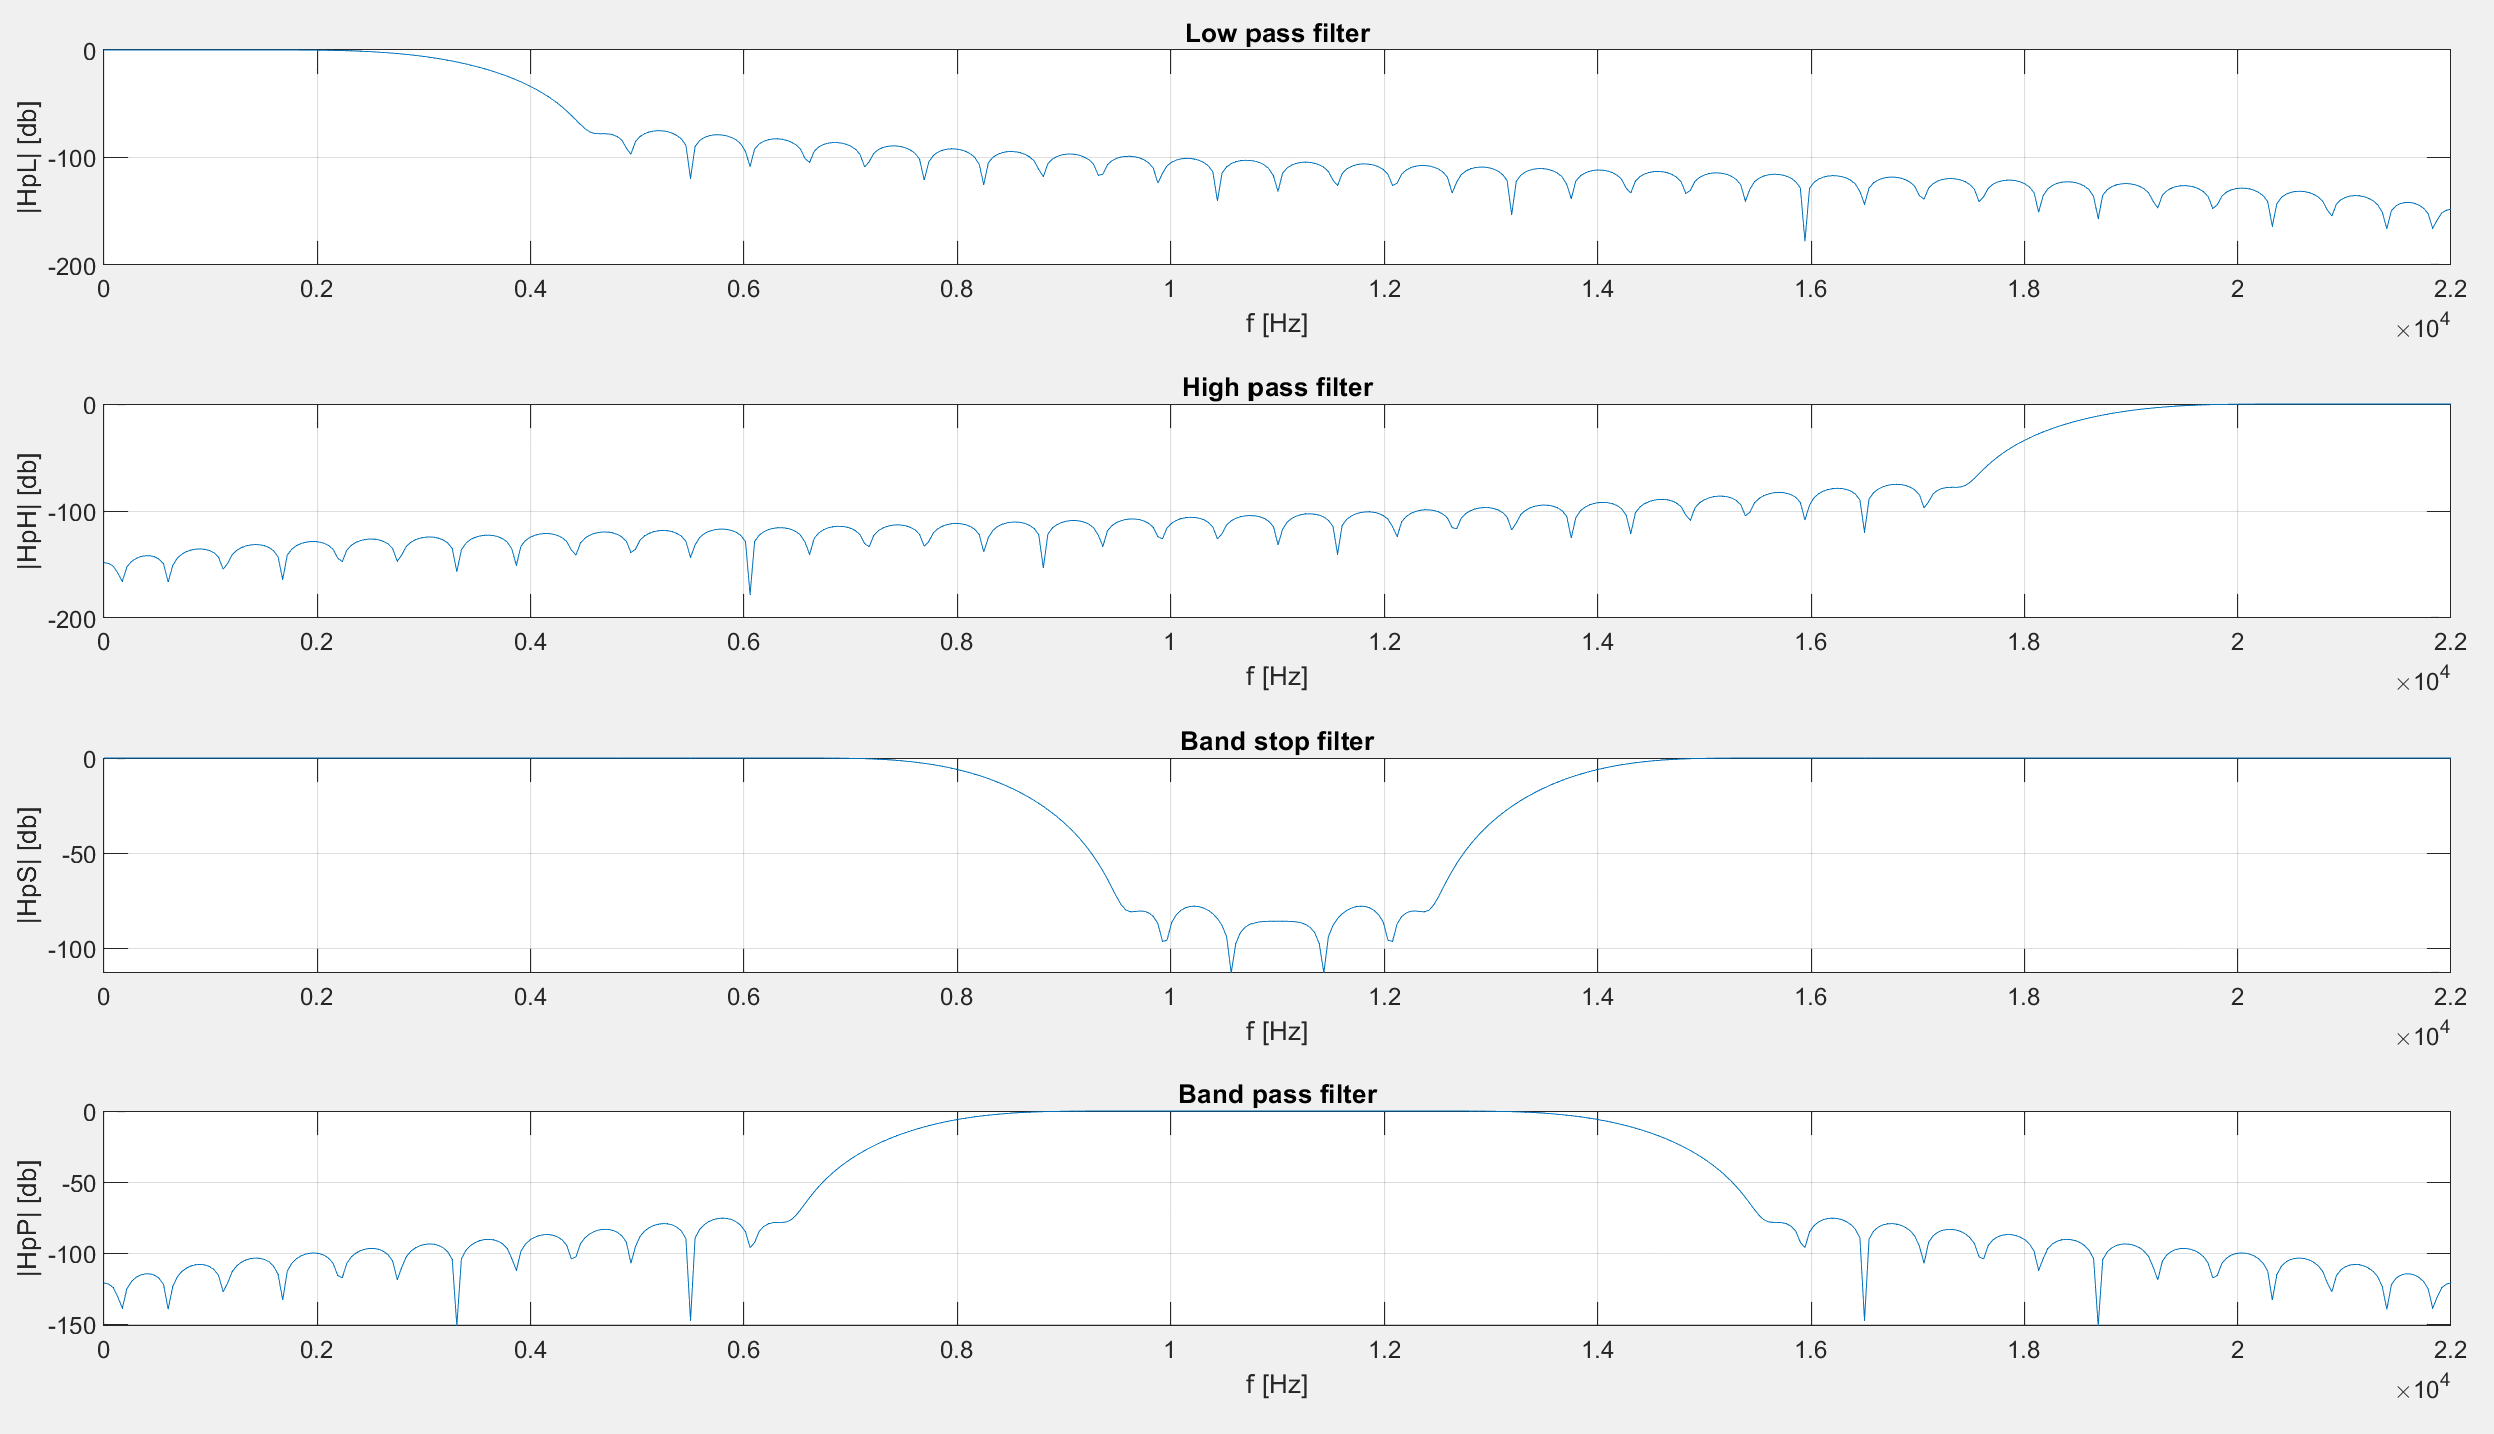 Low pass filter
0
-100
-200
|HpL| [db]
0 0.2 0.4 0.6 0.8 1 1.2 1.4 1.6 1.8 2 2.2
f [Hz]
×10^4
High pass filter
0
-100
-200
|HpH| [db]
0 0.2 0.4 0.6 0.8 1 1.2 1.4 1.6 1.8 2 2.2
f [Hz]
×10^4
Band stop filter
0
-50
-100
|HpS| [db]
0 0.2 0.4 0.6 0.8 1 1.2 1.4 1.6 1.8 2 2.2
f [Hz]
×10^4
Band pass filter
0
-50
-100
-150
|HpP| [db]
0 0.2 0.4 0.6 0.8 1 1.2 1.4 1.6 1.8 2 2.2
f [Hz]
×10^4